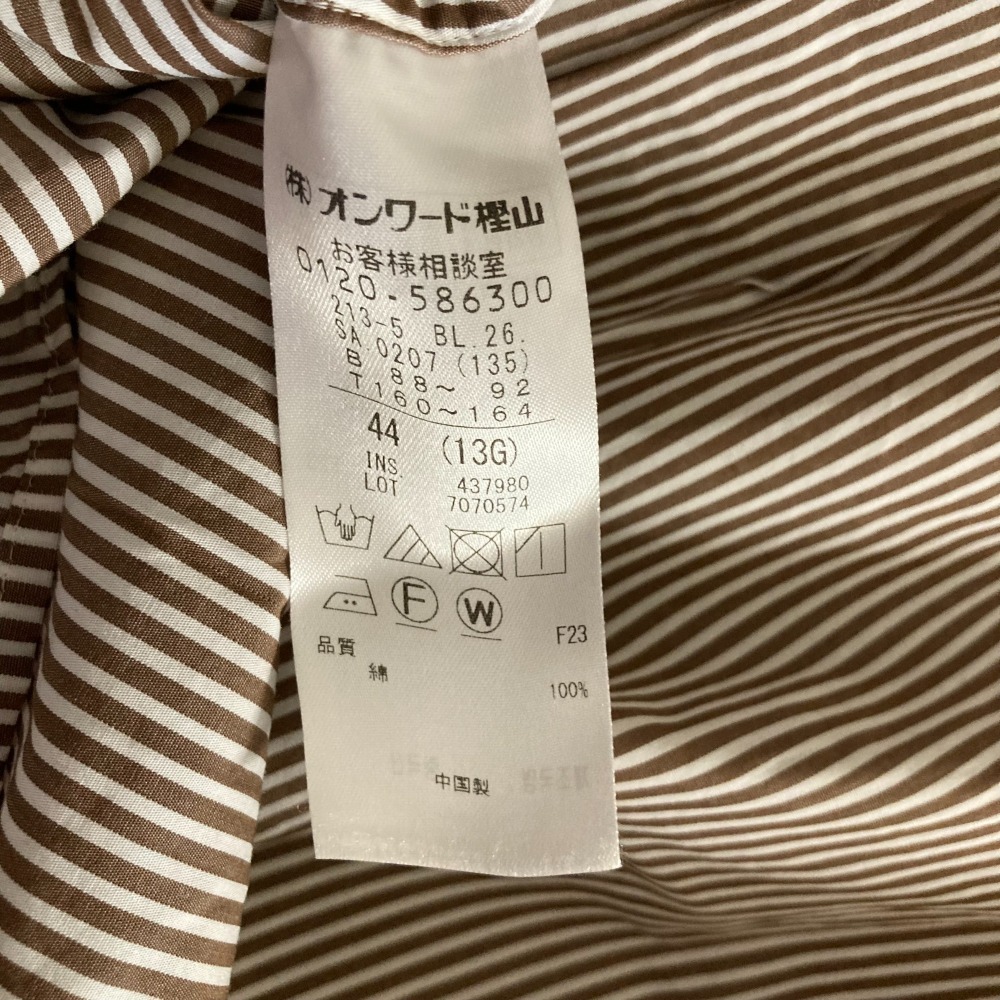 ㈱オンワード樫山
お客様相談室
0120-586300
213-5 BL.26.
SA 0207 (135)
B 88～ 92
T 160～164
44 (13G)
INS 437980
LOT 7070574
F W
品質 F23
綿 100%
中国製